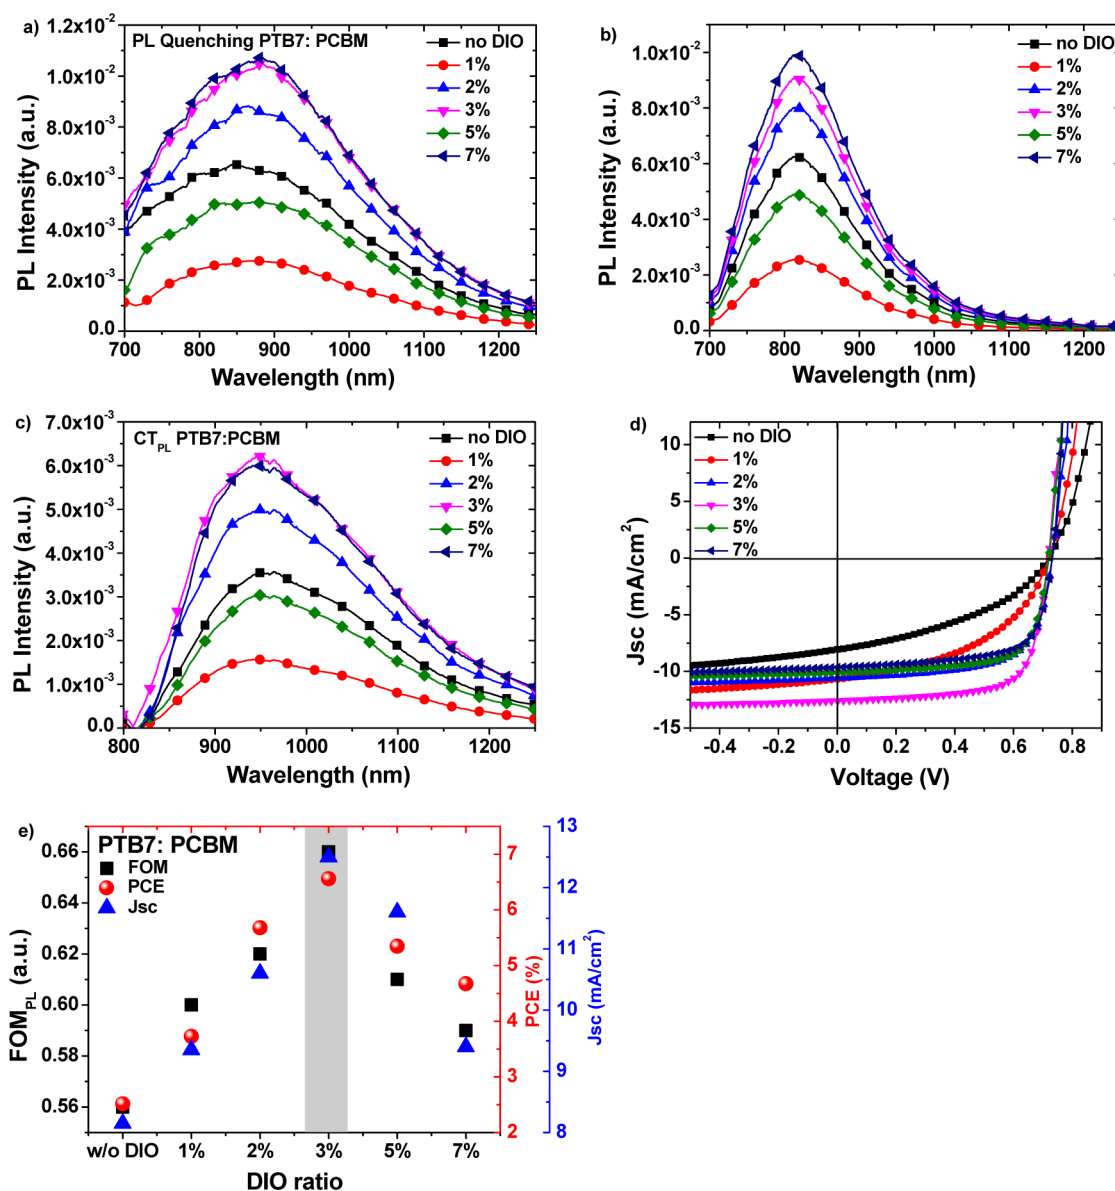 a)
PL Quenching PTB7: PCBM
no DIO
1%
2%
3%
5%
7%
1.2x10⁻²
1.0x10⁻²
8.0x10⁻³
6.0x10⁻³
4.0x10⁻³
2.0x10⁻³
0.0
PL Intensity (a.u.)
700 800 900 1000 1100 1200
Wavelength (nm)
b)
no DIO
1%
2%
3%
5%
7%
1.0x10⁻²
8.0x10⁻³
6.0x10⁻³
4.0x10⁻³
2.0x10⁻³
0.0
PL Intensity (a.u.)
700 800 900 1000 1100 1200
Wavelength (nm)
c)
CT_PL PTB7:PCBM
no DIO
1%
2%
3%
5%
7%
7.0x10⁻³
6.0x10⁻³
5.0x10⁻³
4.0x10⁻³
3.0x10⁻³
2.0x10⁻³
1.0x10⁻³
0.0
PL Intensity (a.u.)
800 900 1000 1100 1200
Wavelength (nm)
d)
no DIO
1%
2%
3%
5%
7%
10
5
0
-5
-10
-15
Jsc (mA/cm²)
-0.4 -0.2 0.0 0.2 0.4 0.6 0.8
Voltage (V)
e)
PTB7: PCBM
FOM
PCE
Jsc
0.66
0.64
0.62
0.60
0.58
0.56
FOM_PL (a.u.)
7
6
5
4
3
2
PCE (%)
13
12
11
10
9
8
Jsc (mA/cm²)
w/o DIO 1% 2% 3% 5% 7%
DIO ratio